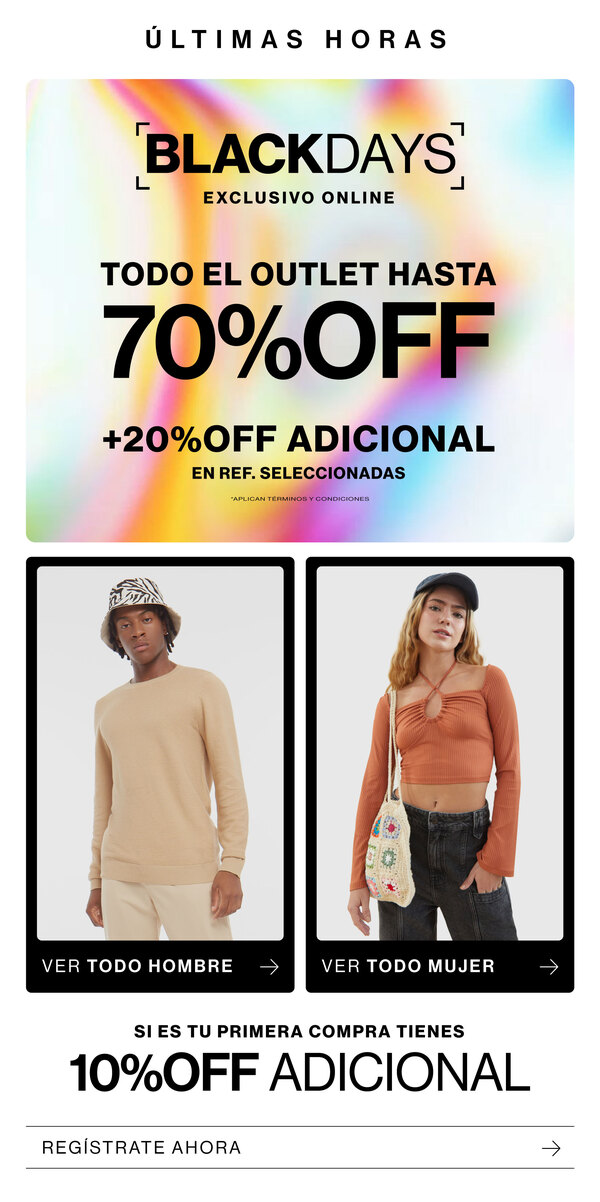 ÚLTIMAS HORAS
BLACKDAYS
EXCLUSIVO ONLINE
TODO EL OUTLET HASTA
70%OFF
+20%OFF ADICIONAL
EN REF. SELECCIONADAS
*APLICAN TÉRMINOS Y CONDICIONES
VER TODO HOMBRE
VER TODO MUJER
SI ES TU PRIMERA COMPRA TIENES
10%OFF ADICIONAL
REGÍSTRATE AHORA